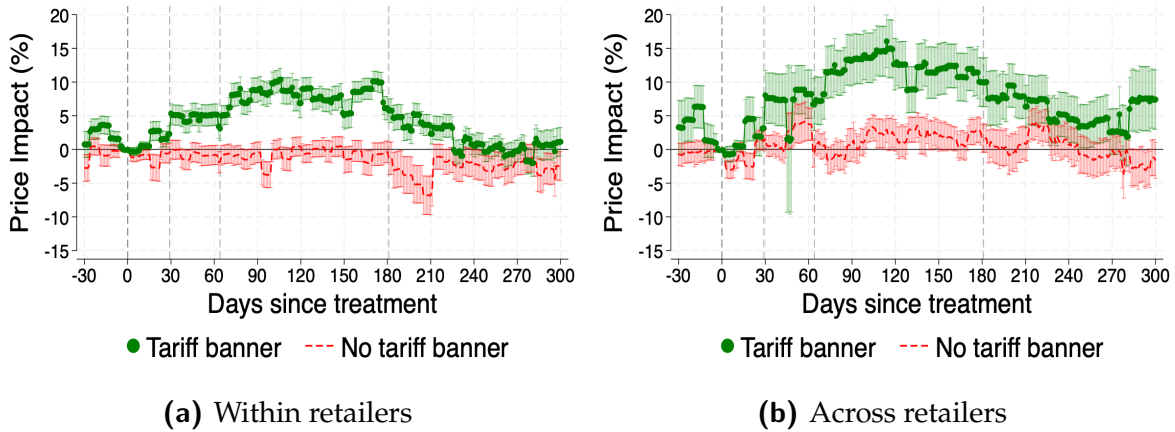 20
15
10
5
0
-5
-10
-15
Price Impact (%)
-30 0 30 60 90 120 150 180 210 240 270 300
Days since treatment
Tariff banner No tariff banner
(a) Within retailers
20
15
10
5
0
-5
-10
-15
Price Impact (%)
-30 0 30 60 90 120 150 180 210 240 270 300
Days since treatment
Tariff banner No tariff banner
(b) Across retailers